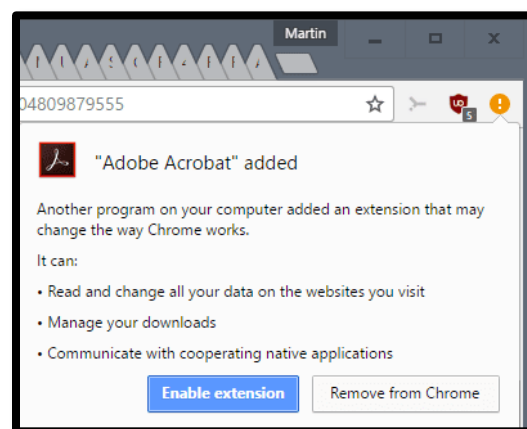 Martin
04809879555
5
"Adobe Acrobat" added
Another program on your computer added an extension that may
change the way Chrome works.
It can:
• Read and change all your data on the websites you visit
• Manage your downloads
• Communicate with cooperating native applications
Enable extension
Remove from Chrome